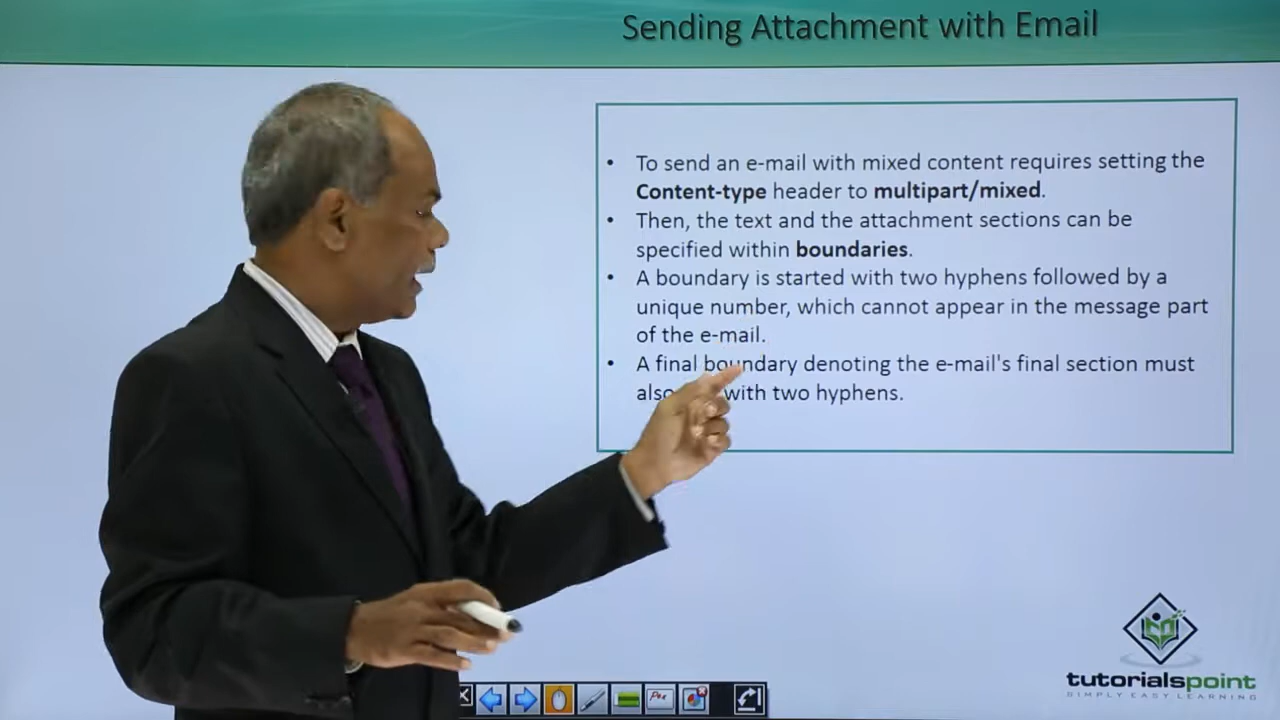 Sending Attachment with Email
• To send an e-mail with mixed content requires setting the
Content-type header to multipart/mixed.
• Then, the text and the attachment sections can be
specified within boundaries.
• A boundary is started with two hyphens followed by a
unique number, which cannot appear in the message part
of the e-mail.
• A final boundary denoting the e-mail's final section must
also with two hyphens.
tutorialspoint
SIMPLY EASY LEARNING
Pen